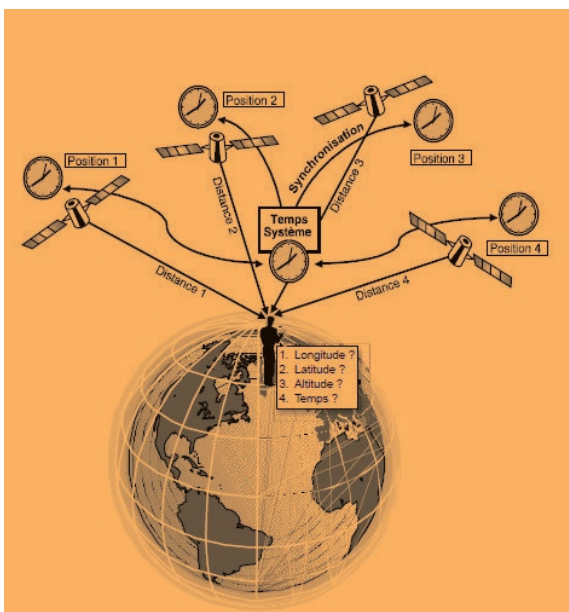 Position 2
Position 1
Synchronisation
Position 3
Distance 3
Distance 2
Temps
Système
Position 4
Distance 1
Distance 4
1. Longitude ?
2. Latitude ?
3. Altitude ?
4. Temps ?